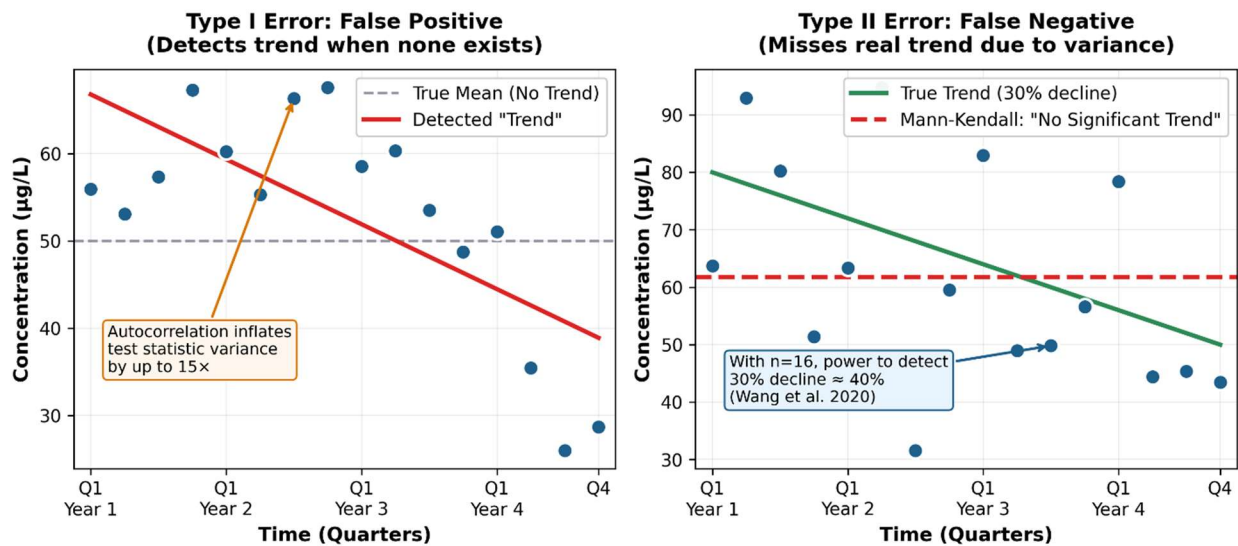 Type I Error: False Positive
(Detects trend when none exists)
True Mean (No Trend)
Detected "Trend"
Autocorrelation inflates
test statistic variance
by up to 15×
Concentration (μg/L)
60
50
40
30
Q1
Year 1
Q1
Year 2
Q1
Year 3
Q1
Year 4
Q4
Time (Quarters)
Type II Error: False Negative
(Misses real trend due to variance)
True Trend (30% decline)
Mann-Kendall: "No Significant Trend"
With n=16, power to detect
30% decline ≈ 40%
(Wang et al. 2020)
Concentration (μg/L)
90
80
70
60
50
40
30
Q1
Year 1
Q1
Year 2
Q1
Year 3
Q1
Year 4
Q4
Time (Quarters)